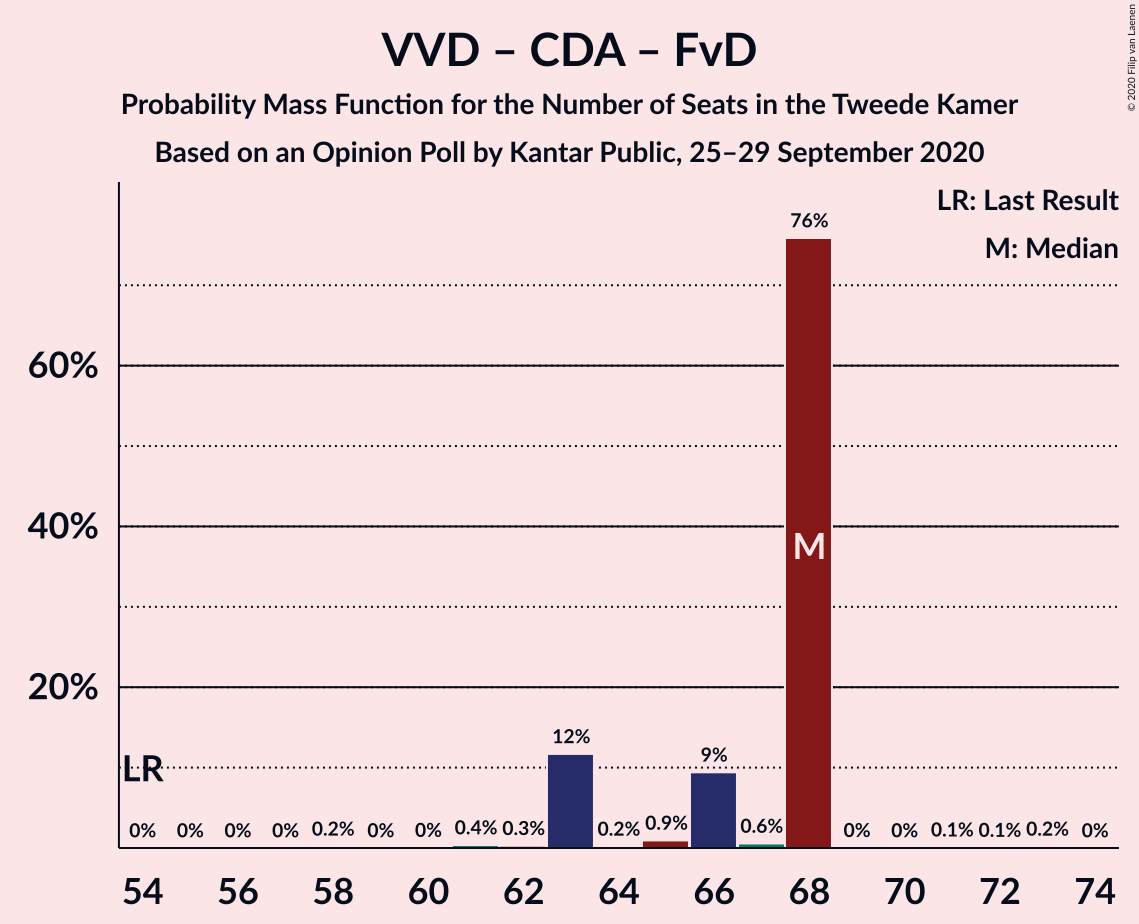 VVD – CDA – FvD
Probability Mass Function for the Number of Seats in the Tweede Kamer
Based on an Opinion Poll by Kantar Public, 25–29 September 2020
© 2020 Filip van Laenen
LR: Last Result
M: Median
76%
60%
40%
M
20%
12%
9%
LR
0% 0% 0% 0% 0.2% 0% 0% 0.4% 0.3% 0.2% 0.9% 0.6% 0% 0% 0.1% 0.1% 0.2% 0%
54 56 58 60 62 64 66 68 70 72 74